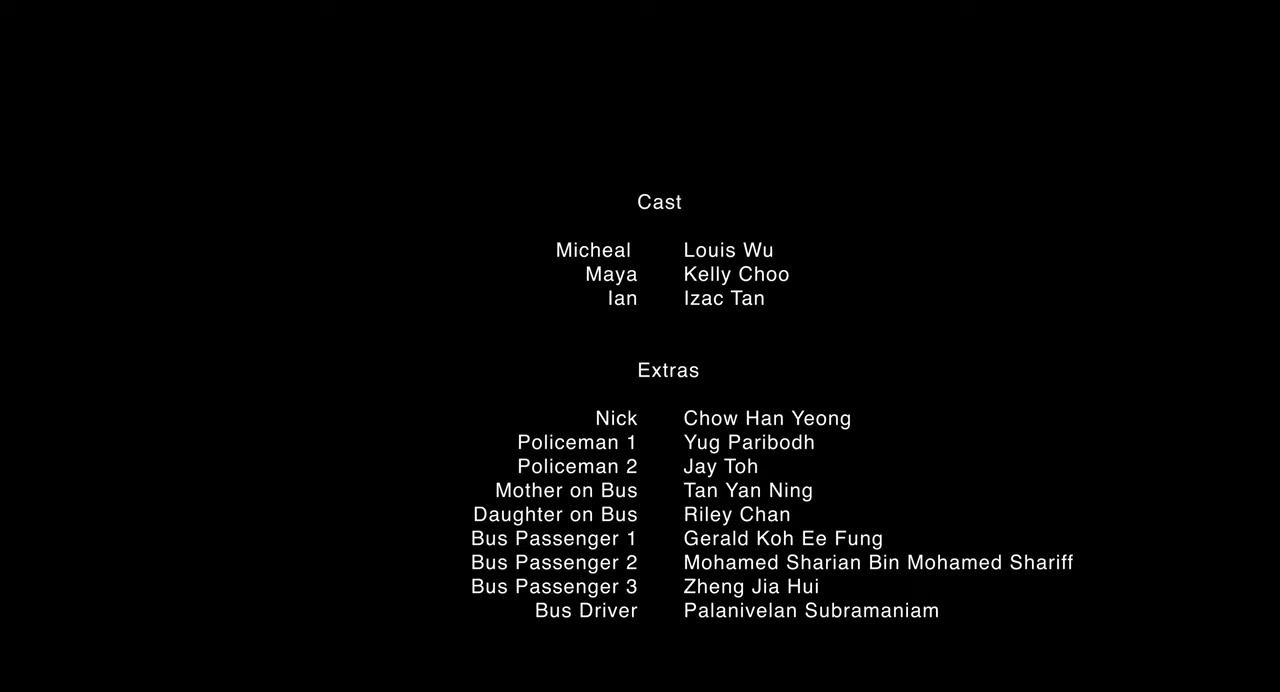 Cast
Micheal Louis Wu
Maya Kelly Choo
Ian Izac Tan
Extras
Nick Chow Han Yeong
Policeman 1 Yug Paribodh
Policeman 2 Jay Toh
Mother on Bus Tan Yan Ning
Daughter on Bus Riley Chan
Bus Passenger 1 Gerald Koh Ee Fung
Bus Passenger 2 Mohamed Sharian Bin Mohamed Shariff
Bus Passenger 3 Zheng Jia Hui
Bus Driver Palanivelan Subramaniam